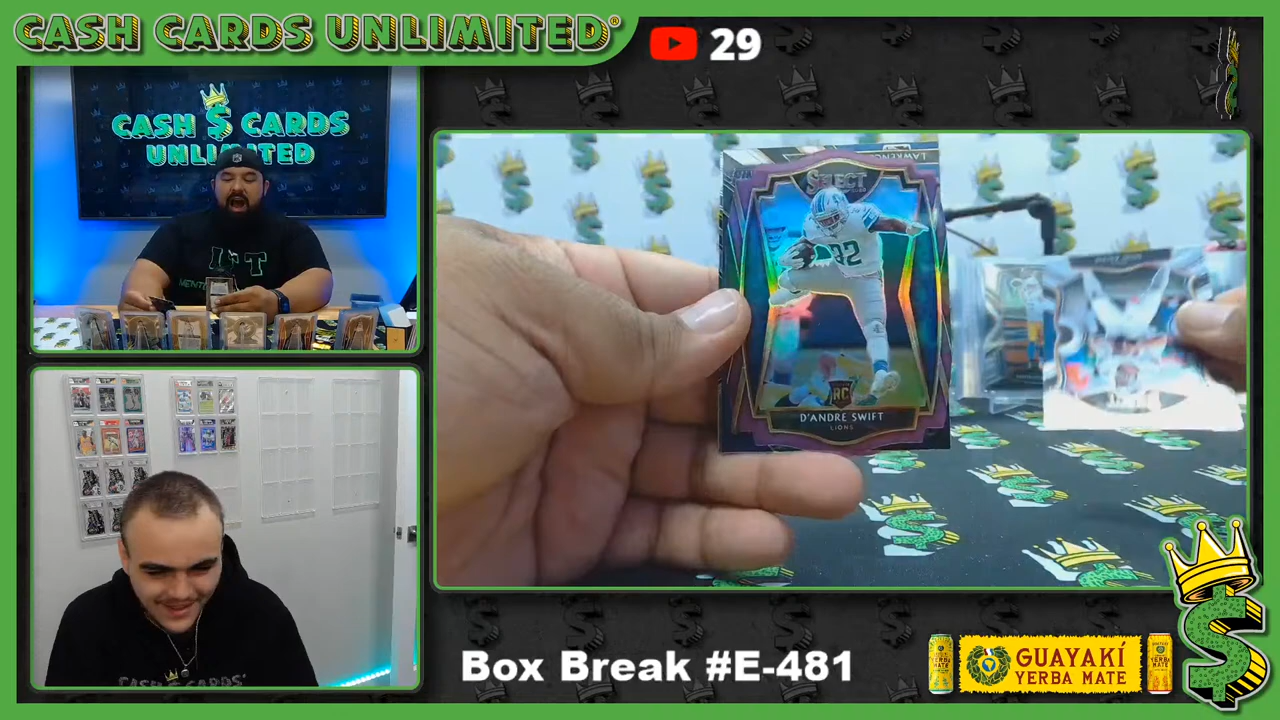 CASH CARDS UNLIMITED®
29
CASH $ CARDS
UNLIMITED
LAWRENCE
SELECT
32
RC
D'ANDRE SWIFT
LIONS
Box Break #E-481
GUAYAKÍ
YERBA MATE